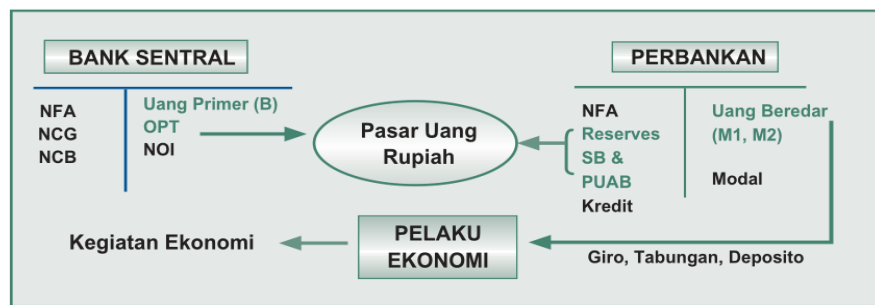 BANK SENTRAL
NFA
NCG
NCB
Uang Primer (B)
OPT
NOI
Pasar Uang
Rupiah
PERBANKAN
NFA
Reserves
SB &
PUAB
Kredit
Uang Beredar
(M1, M2)
Modal
Kegiatan Ekonomi
PELAKU
EKONOMI
Giro, Tabungan, Deposito